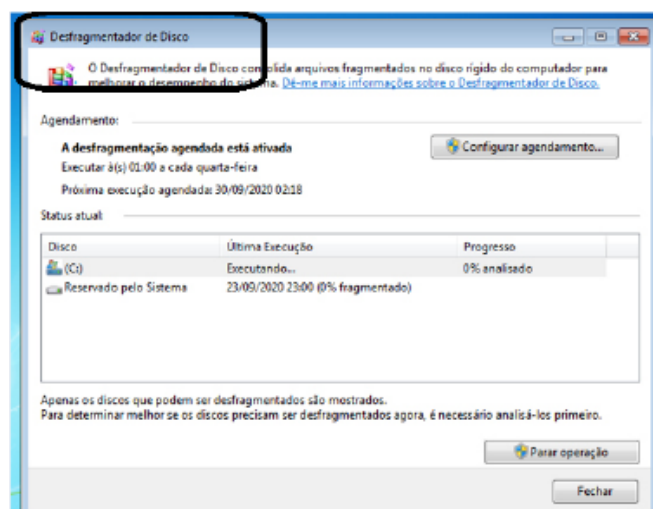 Desfragmentador de Disco
O Desfragmentador de Disco consolida arquivos fragmentados no disco rígido do computador para
melhorar o desempenho do sistema. Dê-me mais informações sobre o Desfragmentador de Disco.
Agendamento:
A desfragmentação agendada está ativada
Configurar agendamento...
Executar à(s) 01:00 a cada quarta-feira
Próxima execução agendada: 30/09/2020 02:18
Status atual:
Disco Última Execução Progresso
(C:) Executando... 0% analisado
Reservado pelo Sistema 23/09/2020 23:00 (0% fragmentado)
Apenas os discos que podem ser desfragmentados são mostrados.
Para determinar melhor se os discos precisam ser desfragmentados agora, é necessário analisá-los primeiro.
Parar operação
Fechar